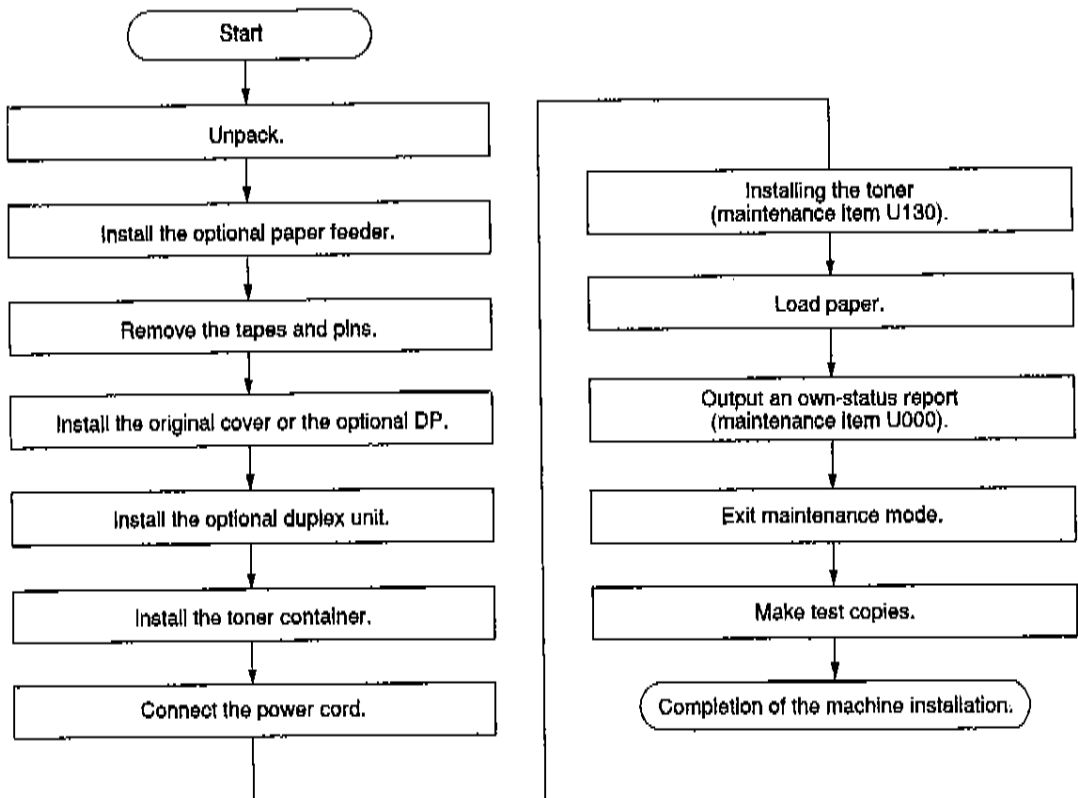 Start
Unpack.
Install the optional paper feeder.
Remove the tapes and pins.
Install the original cover or the optional DP.
Install the optional duplex unit.
Install the toner container.
Connect the power cord.
Installing the toner
(maintenance item U130).
Load paper.
Output an own-status report
(maintenance item U000).
Exit maintenance mode.
Make test copies.
Completion of the machine installation.